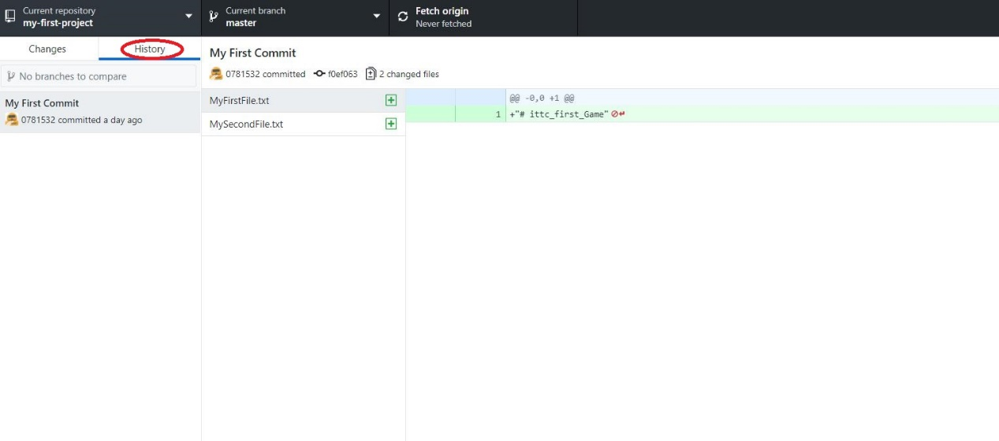 Current repository
my-first-project
Current branch
master
Fetch origin
Never fetched
Changes
History
No branches to compare
My First Commit
0781532 committed a day ago
My First Commit
0781532 committed
f0ef063
2 changed files
MyFirstFile.txt
MySecondFile.txt
@@ -0,0 +1 @@
1 +"# ittc_first_Game"